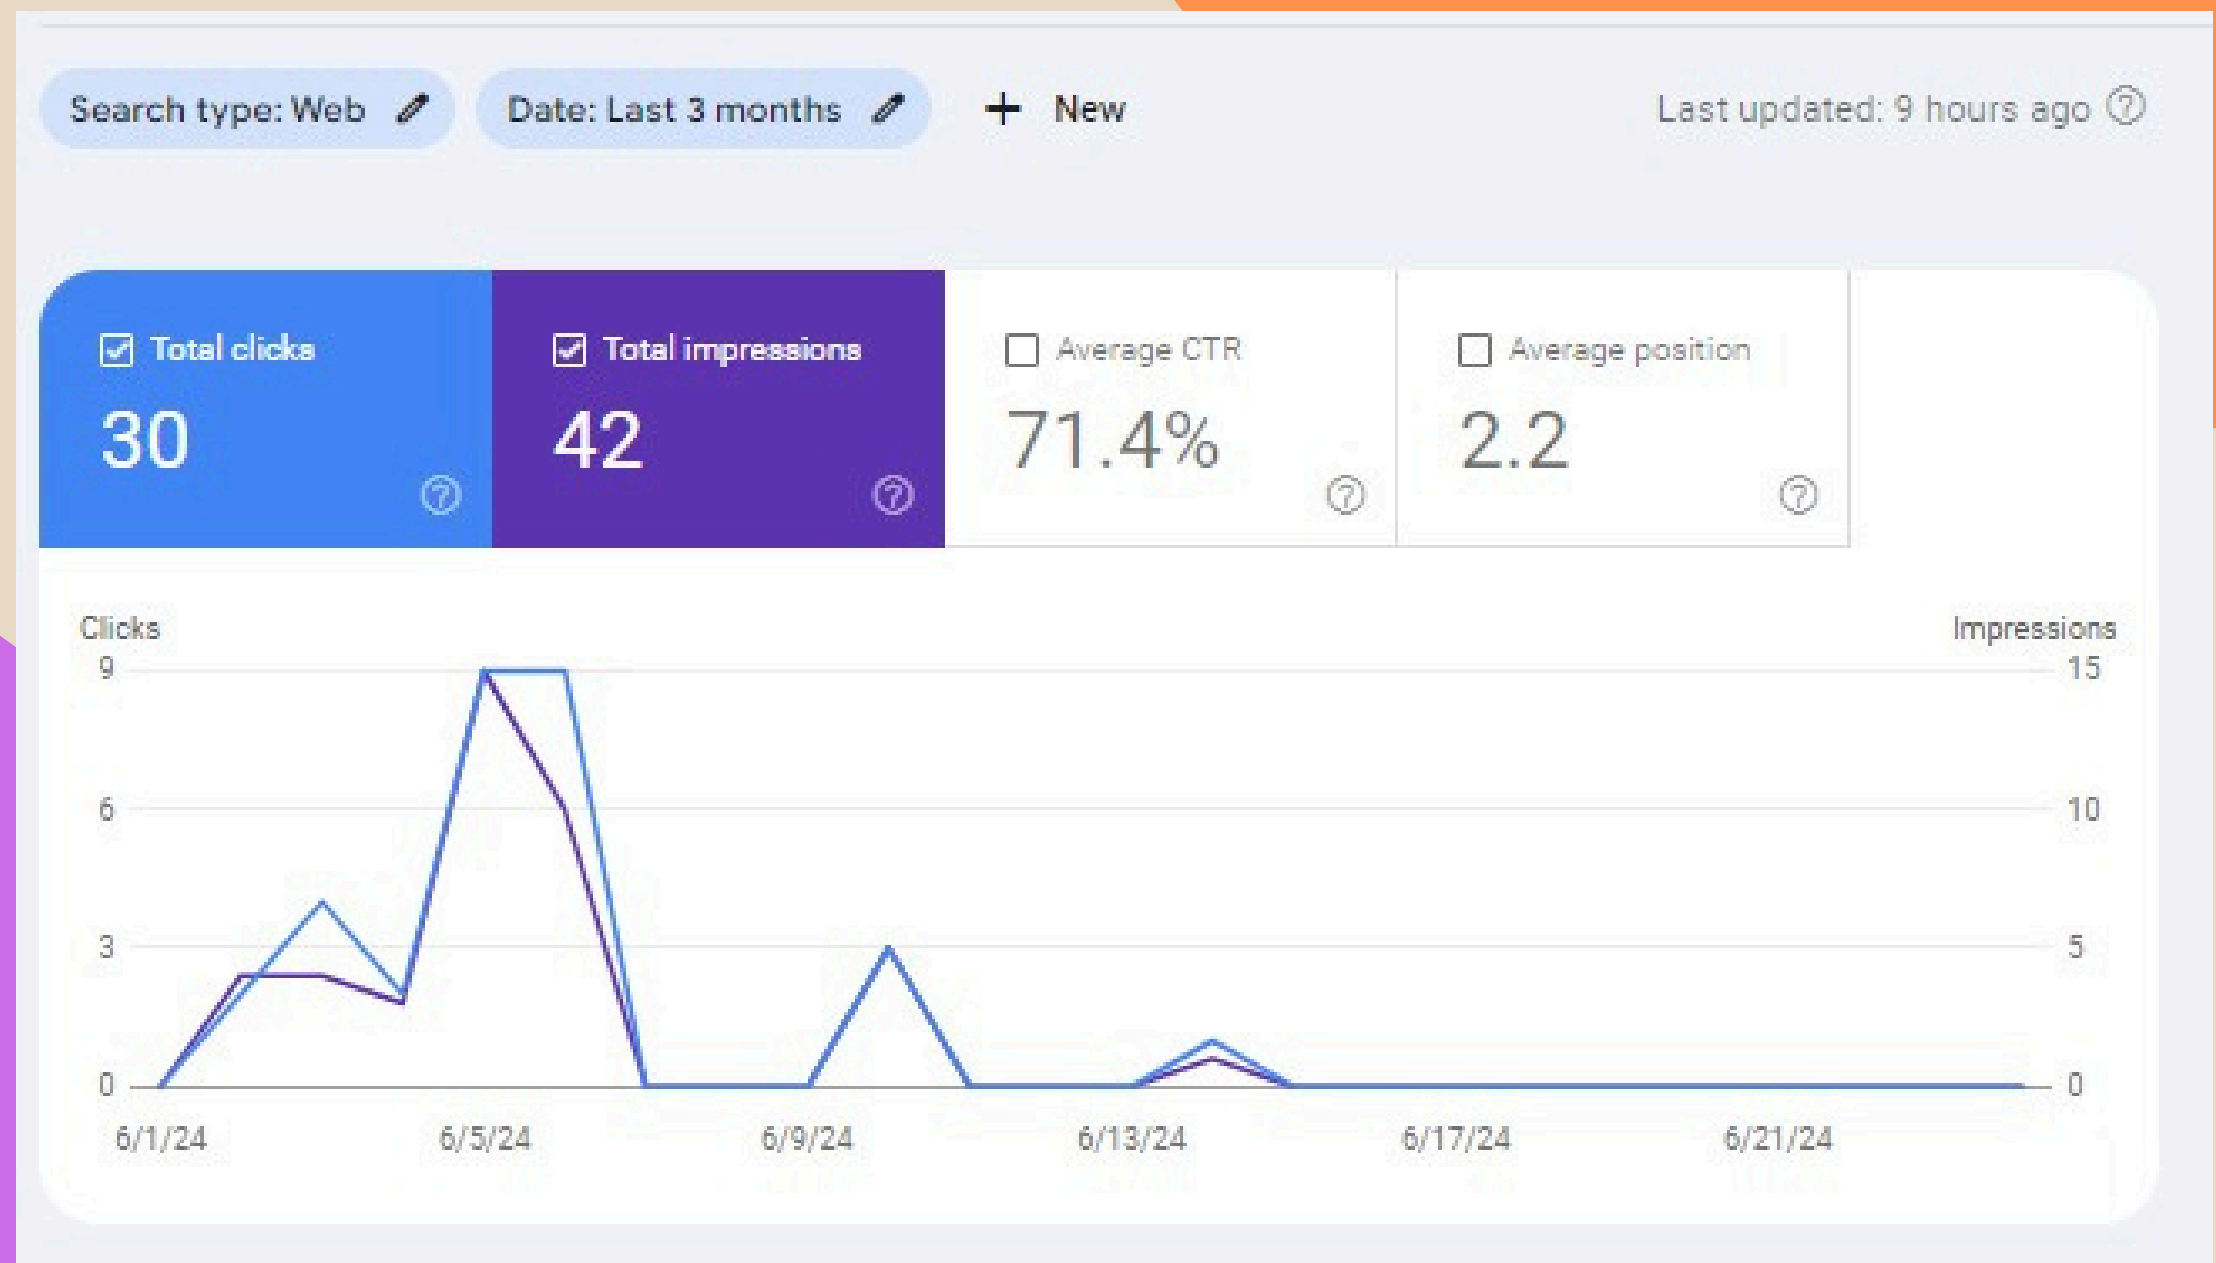 Search type: Web
Date: Last 3 months
+ New
Last updated: 9 hours ago
Total clicks
30
Total impressions
42
Average CTR
71.4%
Average position
2.2
Clicks
Impressions
9
15
6
10
3
5
0
0
6/1/24
6/5/24
6/9/24
6/13/24
6/17/24
6/21/24